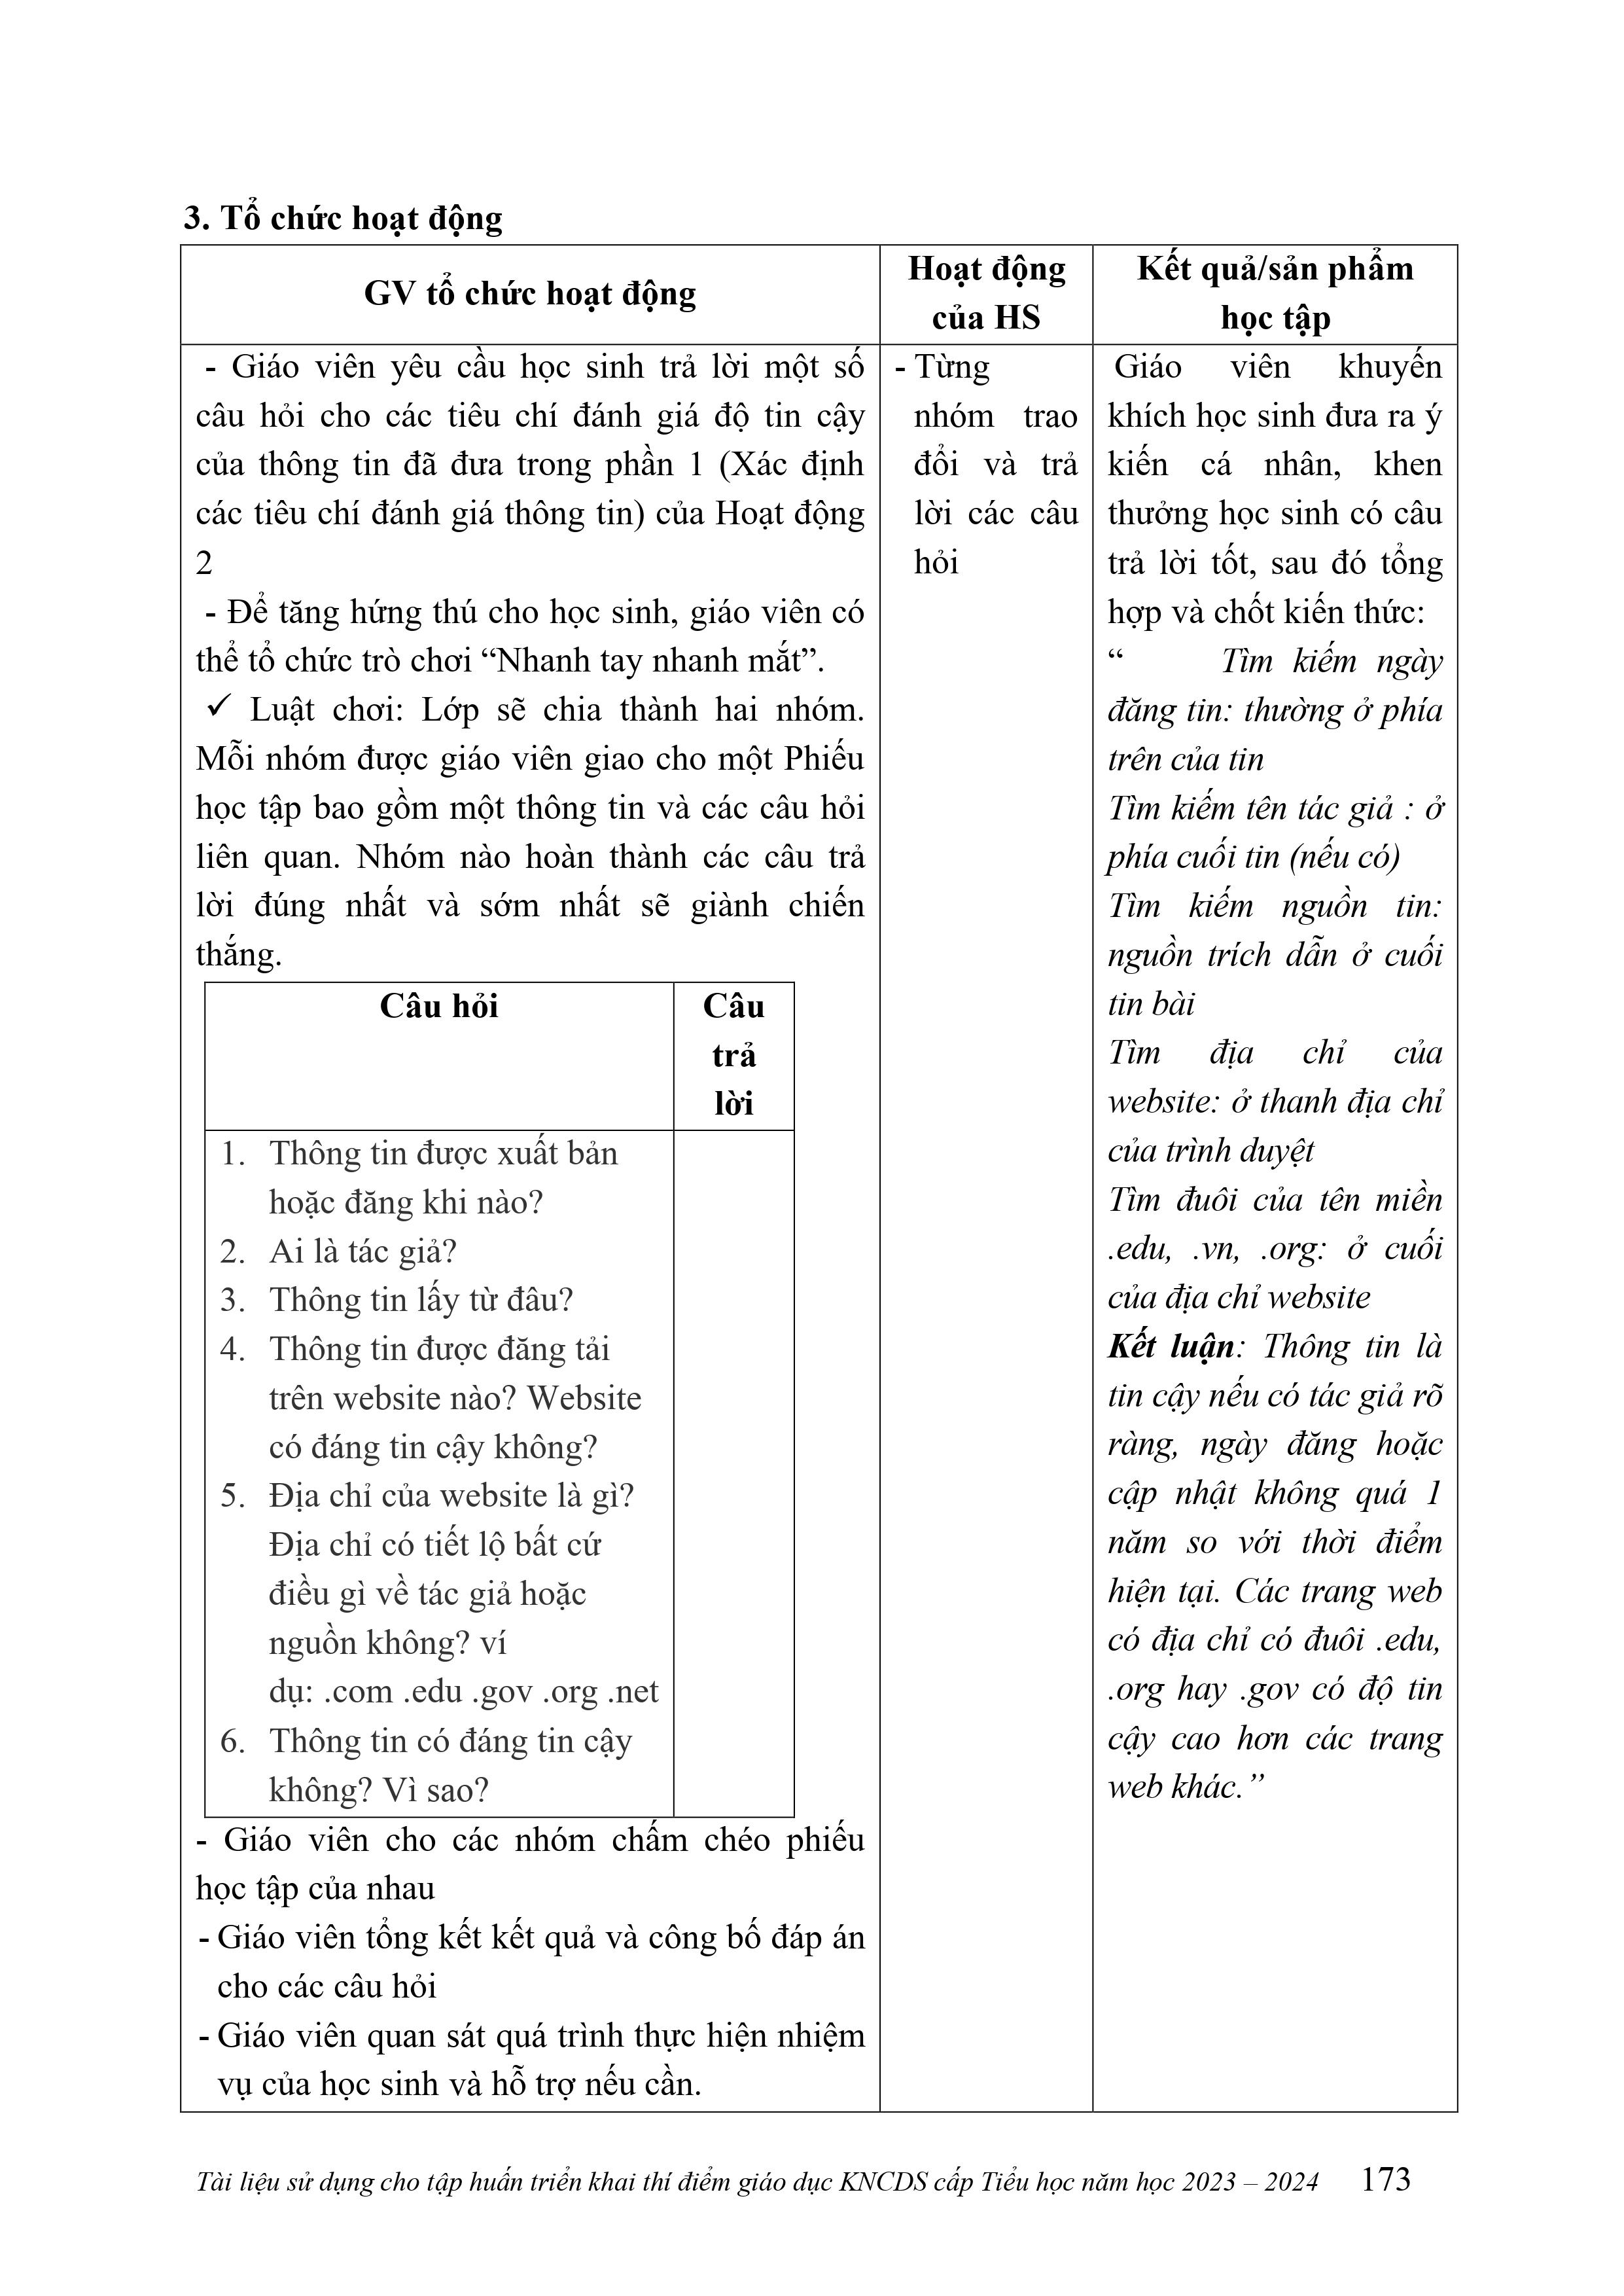 3. Tổ chức hoạt động
GV tổ chức hoạt động
Hoạt động
của HS
Kết quả/sản phẩm
học tập
- Giáo viên yêu cầu học sinh trả lời một số
câu hỏi cho các tiêu chí đánh giá độ tin cậy
của thông tin đã đưa trong phần 1 (Xác định
các tiêu chí đánh giá thông tin) của Hoạt động
2
- Để tăng hứng thú cho học sinh, giáo viên có
thể tổ chức trò chơi “Nhanh tay nhanh mắt”.
✓ Luật chơi: Lớp sẽ chia thành hai nhóm.
Mỗi nhóm được giáo viên giao cho một Phiếu
học tập bao gồm một thông tin và các câu hỏi
liên quan. Nhóm nào hoàn thành các câu trả
lời đúng nhất và sớm nhất sẽ giành chiến
thắng.
Câu hỏi
Câu
trả
lời
1. Thông tin được xuất bản
hoặc đăng khi nào?
2. Ai là tác giả?
3. Thông tin lấy từ đâu?
4. Thông tin được đăng tải
trên website nào? Website
có đáng tin cậy không?
5. Địa chỉ của website là gì?
Địa chỉ có tiết lộ bất cứ
điều gì về tác giả hoặc
nguồn không? ví
dụ: .com .edu .gov .org .net
6. Thông tin có đáng tin cậy
không? Vì sao?
- Giáo viên cho các nhóm chấm chéo phiếu
học tập của nhau
- Giáo viên tổng kết kết quả và công bố đáp án
cho các câu hỏi
- Giáo viên quan sát quá trình thực hiện nhiệm
vụ của học sinh và hỗ trợ nếu cần.
- Từng
nhóm trao
đổi và trả
lời các câu
hỏi
Giáo viên khuyến
khích học sinh đưa ra ý
kiến cá nhân, khen
thưởng học sinh có câu
trả lời tốt, sau đó tổng
hợp và chốt kiến thức:
“ Tìm kiếm ngày
đăng tin: thường ở phía
trên của tin
Tìm kiếm tên tác giả : ở
phía cuối tin (nếu có)
Tìm kiếm nguồn tin:
nguồn trích dẫn ở cuối
tin bài
Tìm địa chỉ của
website: ở thanh địa chỉ
của trình duyệt
Tìm đuôi của tên miền
.edu, .vn, .org: ở cuối
của địa chỉ website
Kết luận: Thông tin là
tin cậy nếu có tác giả rõ
ràng, ngày đăng hoặc
cập nhật không quá 1
năm so với thời điểm
hiện tại. Các trang web
có địa chỉ có đuôi .edu,
.org hay .gov có độ tin
cậy cao hơn các trang
web khác.”
Tài liệu sử dụng cho tập huấn triển khai thí điểm giáo dục KNCDS cấp Tiểu học năm học 2023 – 2024 173